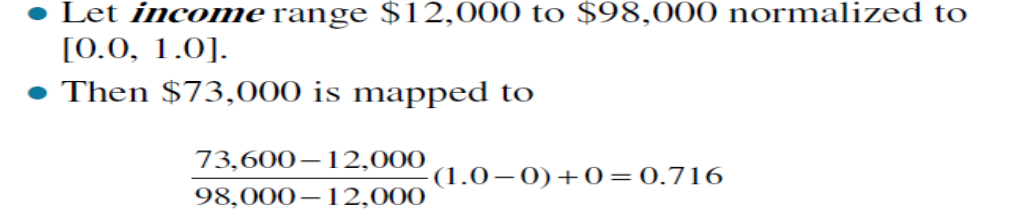 • Let income range $12,000 to $98,000 normalized to
[0.0, 1.0].
• Then $73,000 is mapped to
73,600 – 12,000
98,000 – 12,000
(1.0 – 0) + 0 = 0.716